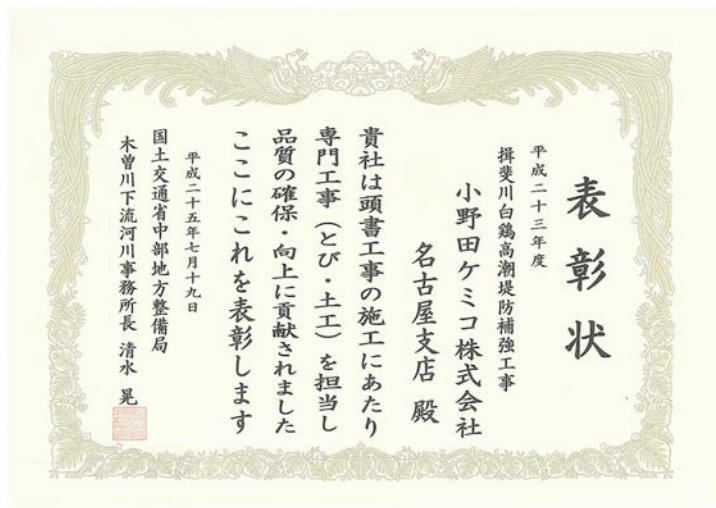 表彰状
平成二十三年度
揖斐川白鶏高潮堤防補強工事
小野田ケミコ株式会社
名古屋支店 殿
貴社は頭書工事の施工にあたり
専門工事（とび・土工）を担当し
品質の確保・向上に貢献されました
ここにこれを表彰します
平成二十五年七月十九日
国土交通省中部地方整備局
木曽川下流河川事務所長 清水 晃